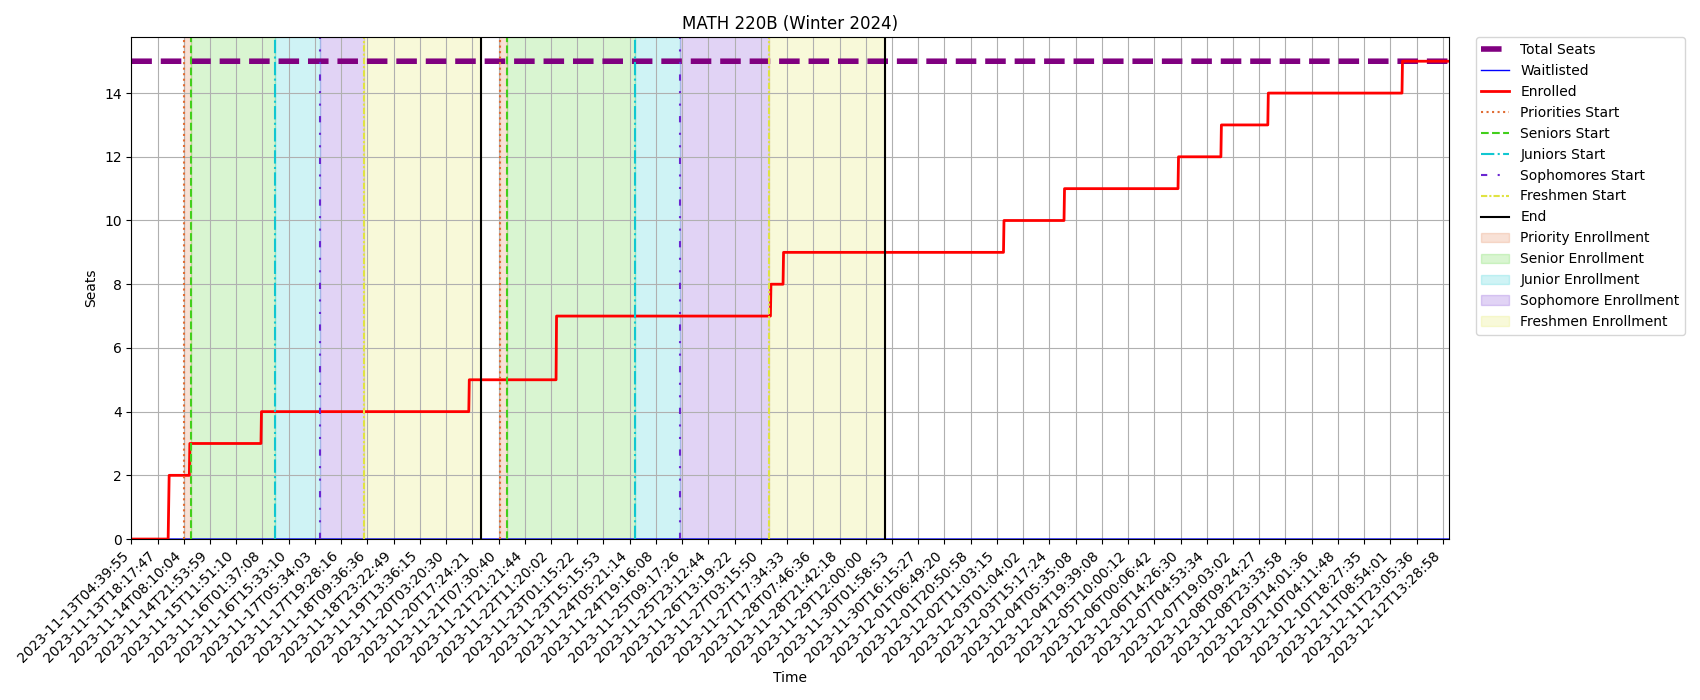 MATH 220B (Winter 2024)
Seats
14
12
10
8
6
4
2
0
2023-11-13T04:39:55
2023-11-13T18:17:47
2023-11-14T08:10:04
2023-11-14T21:53:59
2023-11-15T11:51:10
2023-11-16T01:37:08
2023-11-16T15:33:10
2023-11-17T05:34:03
2023-11-17T19:28:16
2023-11-18T09:36:36
2023-11-18T23:22:49
2023-11-19T13:36:15
2023-11-20T03:20:30
2023-11-20T17:24:21
2023-11-21T07:30:40
2023-11-21T21:21:44
2023-11-22T11:20:02
2023-11-23T01:15:22
2023-11-23T15:15:53
2023-11-24T05:21:14
2023-11-24T19:16:08
2023-11-25T09:17:26
2023-11-25T23:12:44
2023-11-26T13:19:22
2023-11-27T03:15:50
2023-11-27T17:34:33
2023-11-28T07:46:36
2023-11-28T21:42:18
2023-11-29T12:00:00
2023-11-30T01:58:53
2023-11-30T16:15:27
2023-12-01T06:49:20
2023-12-01T20:50:58
2023-12-02T11:03:15
2023-12-03T01:04:02
2023-12-03T15:17:24
2023-12-04T05:35:08
2023-12-04T19:39:08
2023-12-05T10:00:12
2023-12-06T00:06:42
2023-12-06T14:26:30
2023-12-07T04:53:34
2023-12-07T19:03:02
2023-12-08T09:24:27
2023-12-08T23:33:58
2023-12-09T14:01:36
2023-12-10T04:11:48
2023-12-10T18:27:35
2023-12-11T08:54:01
2023-12-11T23:05:36
2023-12-12T13:28:58
Time
Total Seats
Waitlisted
Enrolled
Priorities Start
Seniors Start
Juniors Start
Sophomores Start
Freshmen Start
End
Priority Enrollment
Senior Enrollment
Junior Enrollment
Sophomore Enrollment
Freshmen Enrollment